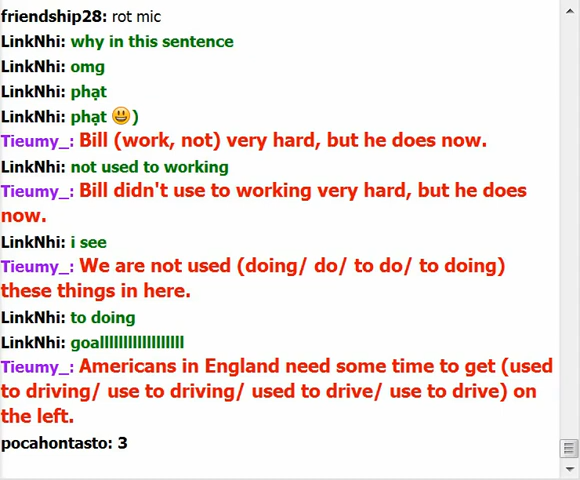 friendship28: rot mic
LinkNhi: why in this sentence
LinkNhi: omg
LinkNhi: phạt
LinkNhi: phạt 😃)
Tieumy_: Bill (work, not) very hard, but he does now.
LinkNhi: not used to working
Tieumy_: Bill didn't use to working very hard, but he does
now.
LinkNhi: i see
Tieumy_: We are not used (doing/ do/ to do/ to doing)
these things in here.
LinkNhi: to doing
LinkNhi: goallllllllllllllllll
Tieumy_: Americans in England need some time to get (used
to driving/ use to driving/ used to drive/ use to drive) on
the left.
pocahontasto: 3